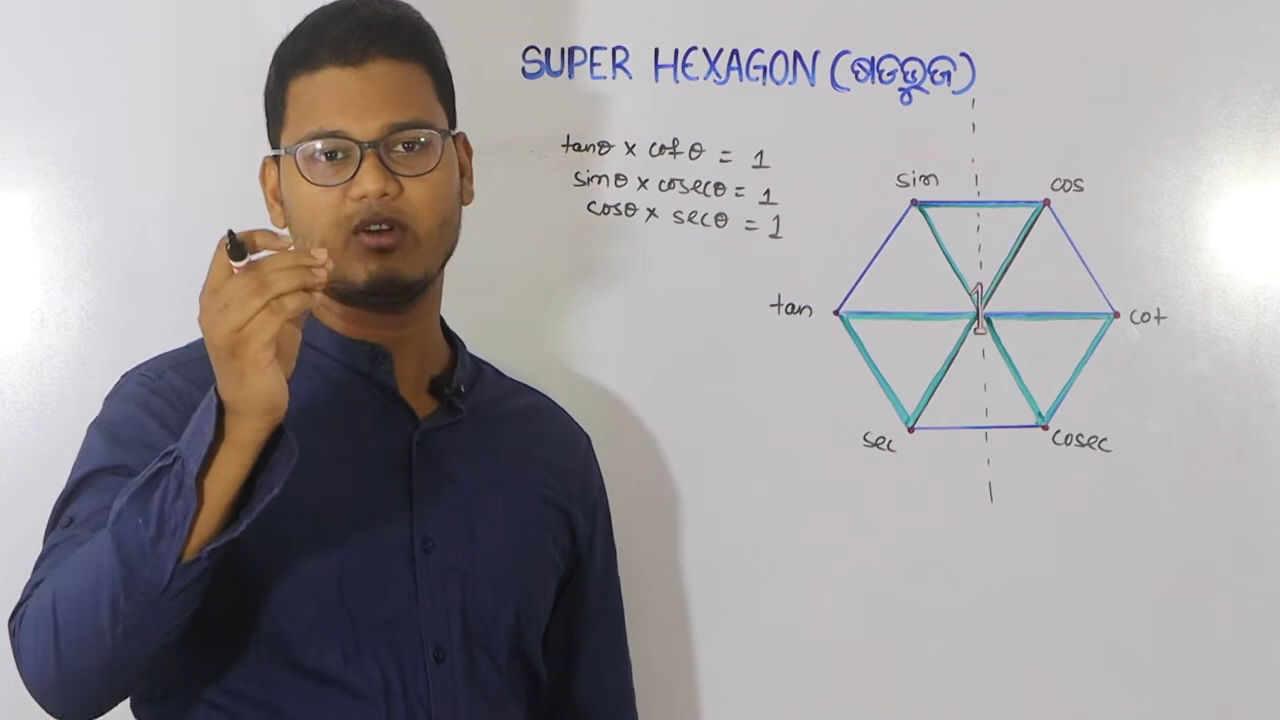 SUPER HEXAGON (ଷଡଭୁଜ)
tanθ x cotθ = 1
sinθ x cosecθ = 1
cosθ x secθ = 1
sin
cos
tan
1
cot
sec
cosec